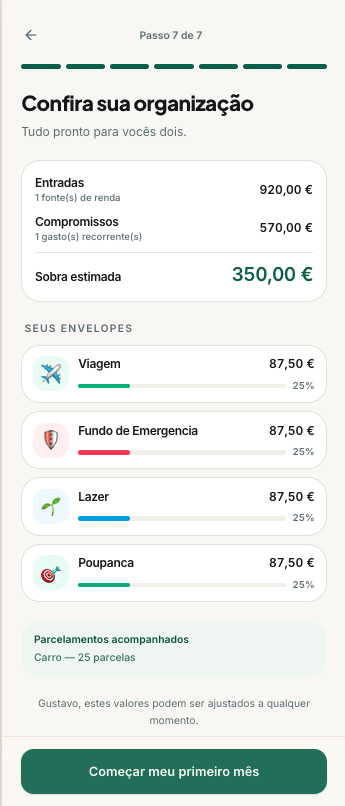 Passo 7 de 7
Confira sua organização
Tudo pronto para vocês dois.
Entradas
920,00 €
1 fonte(s) de renda
Compromissos
570,00 €
1 gasto(s) recorrente(s)
Sobra estimada
350,00 €
SEUS ENVELOPES
Viagem
87,50 €
25%
Fundo de Emergencia
87,50 €
25%
Lazer
87,50 €
25%
Poupanca
87,50 €
25%
Parcelamentos acompanhados
Carro — 25 parcelas
Gustavo, estes valores podem ser ajustados a qualquer
momento.
Começar meu primeiro mês